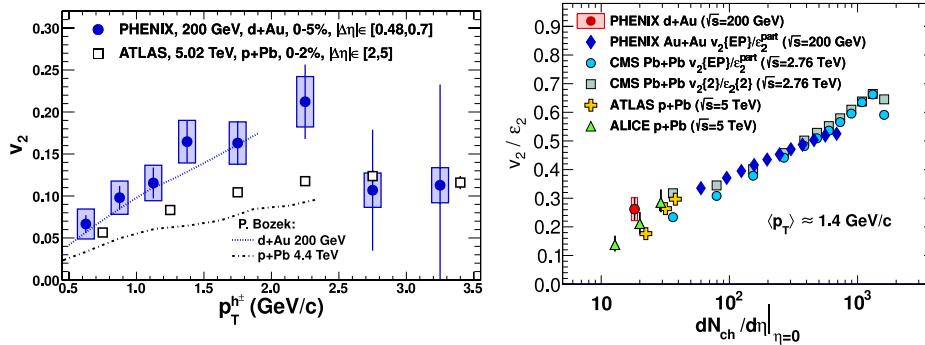 PHENIX, 200 GeV, d+Au, 0-5%, |Δη|∈ [0.48,0.7]
ATLAS, 5.02 TeV, p+Pb, 0-2%, |Δη|∈ [2,5]
v₂
0.30
0.25
0.20
0.15
0.10
0.05
0.00
P. Bozek:
d+Au 200 GeV
p+Pb 4.4 TeV
0.5 1.0 1.5 2.0 2.5 3.0 3.5
p_T^{h±} (GeV/c)
PHENIX d+Au (√s=200 GeV)
PHENIX Au+Au v₂{EP}/ε₂^{part} (√s=200 GeV)
CMS Pb+Pb v₂{EP}/ε₂^{part} (√s=2.76 TeV)
CMS Pb+Pb v₂{2}/ε₂{2} (√s=2.76 TeV)
ATLAS p+Pb (√s=5 TeV)
ALICE p+Pb (√s=5 TeV)
v₂ / ε₂
0.9
0.8
0.7
0.6
0.5
0.4
0.3
0.2
0.1
0
⟨p_T⟩ ≈ 1.4 GeV/c
10 10² 10³
dN_ch/dη|_{η=0}